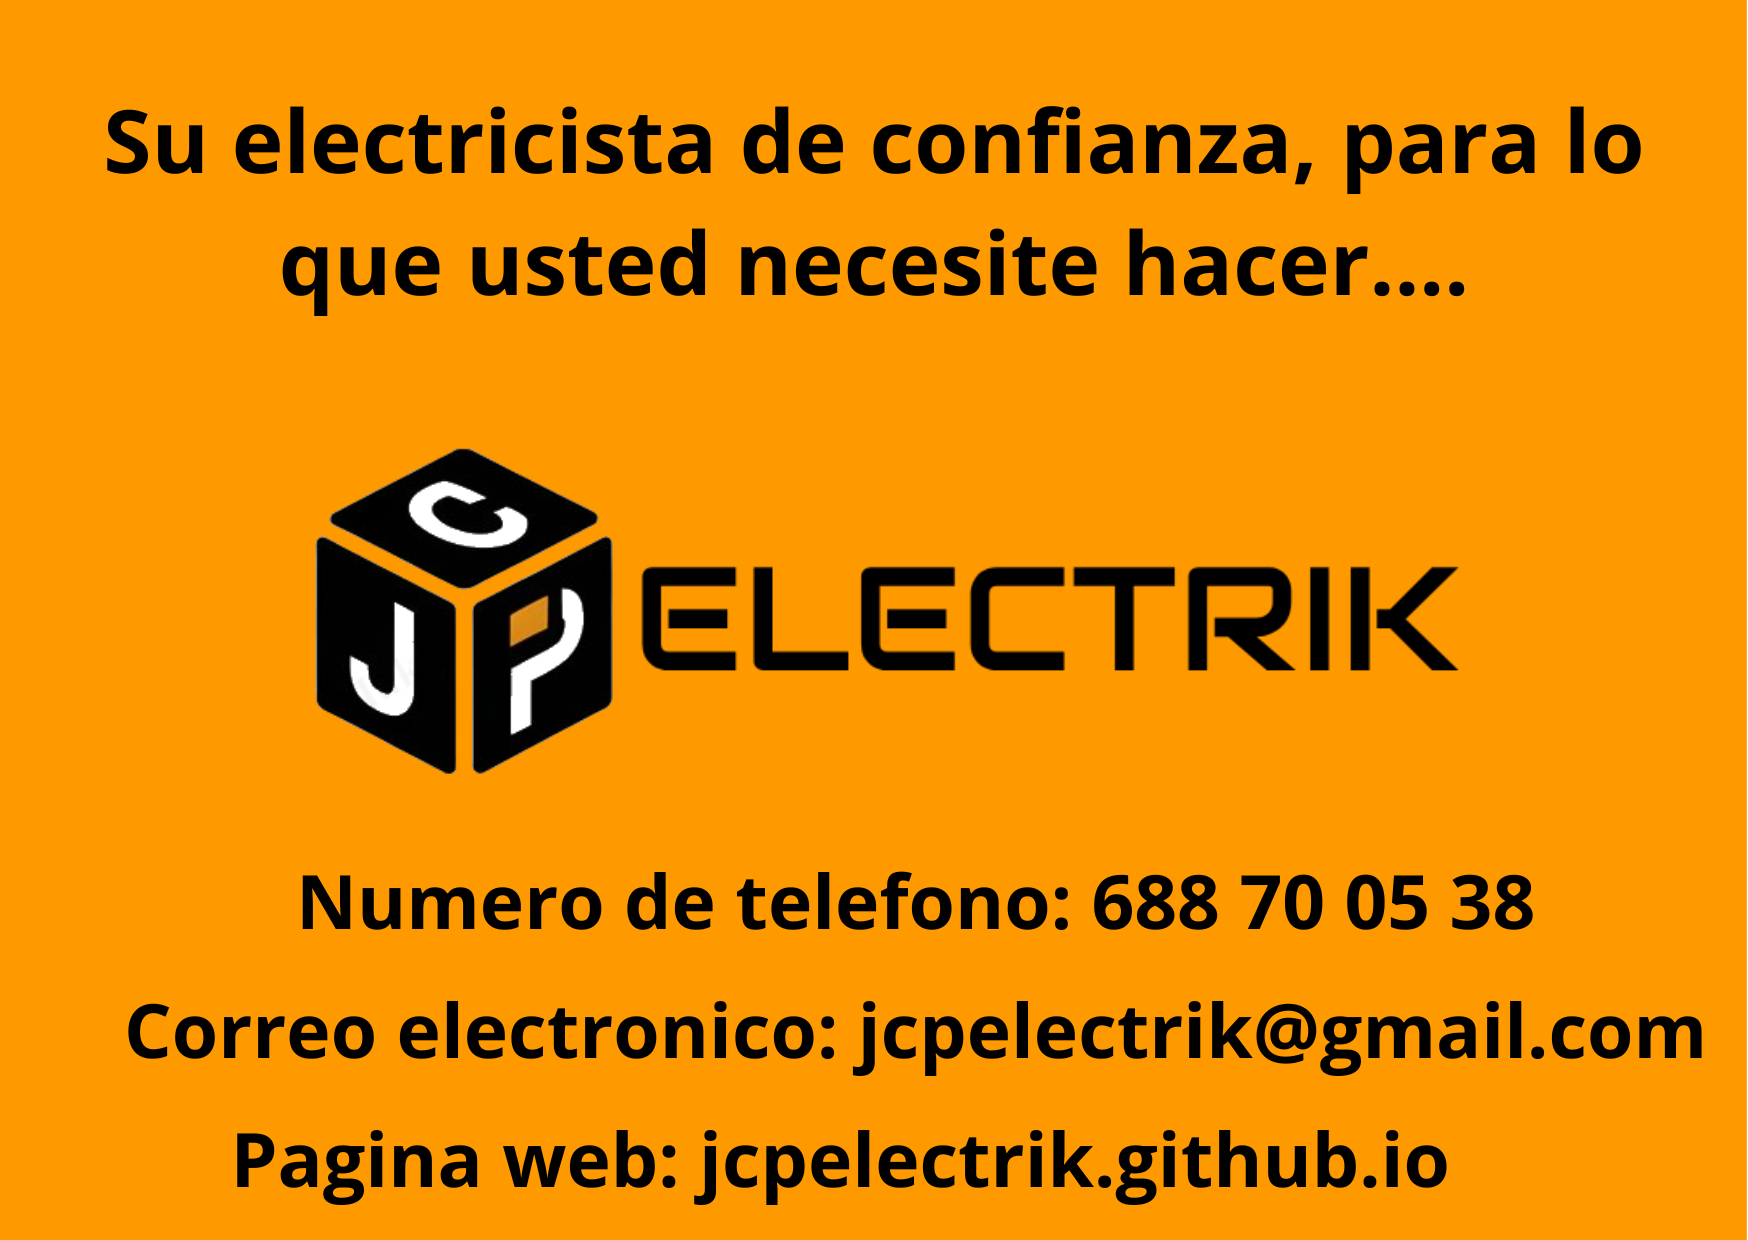 Su electricista de confianza, para lo
que usted necesite hacer....
C
J P ELECTRIK
Numero de telefono: 688 70 05 38
Correo electronico: jcpelectrik@gmail.com
Pagina web: jcpelectrik.github.io